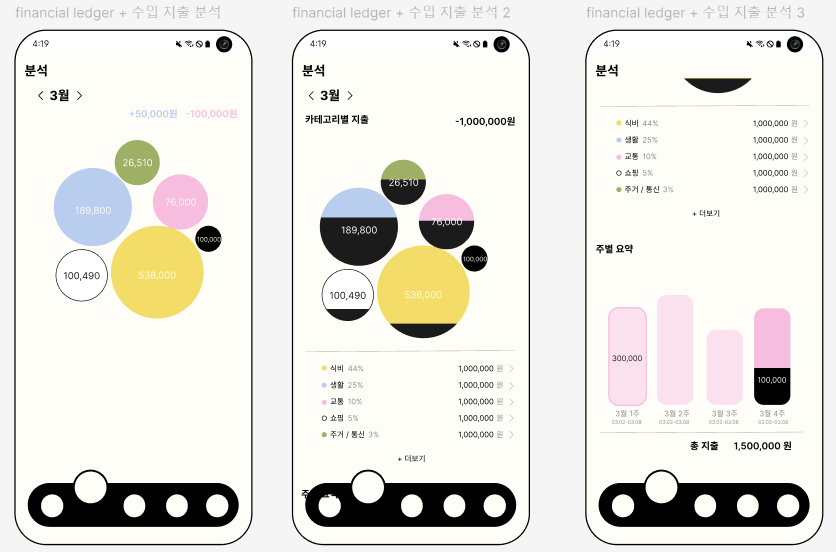 financial ledger + 수입 지출 분석
4:19
분석
< 3월 >
+50,000원 -100,000원
26,510
189,800
76,000
100,000
536,000
100,490
financial ledger + 수입 지출 분석 2
4:19
분석
< 3월 >
카테고리별 지출 -1,000,000원
26,510
189,800
76,000
100,000
536,000
100,490
식비 44% 1,000,000 원 >
생활 25% 1,000,000 원 >
교통 10% 1,000,000 원 >
쇼핑 5% 1,000,000 원 >
주거 / 통신 3% 1,000,000 원 >
+ 더보기
financial ledger + 수입 지출 분석 3
4:19
분석
식비 44% 1,000,000 원 >
생활 25% 1,000,000 원 >
교통 10% 1,000,000 원 >
쇼핑 5% 1,000,000 원 >
주거 / 통신 3% 1,000,000 원 >
+ 더보기
주별 요약
300,000
100,000
3월 1주 3월 2주 3월 3주 3월 4주
03.02-03.08 03.02-03.08 03.02-03.08 03.02-03.08
총 지출 1,500,000 원